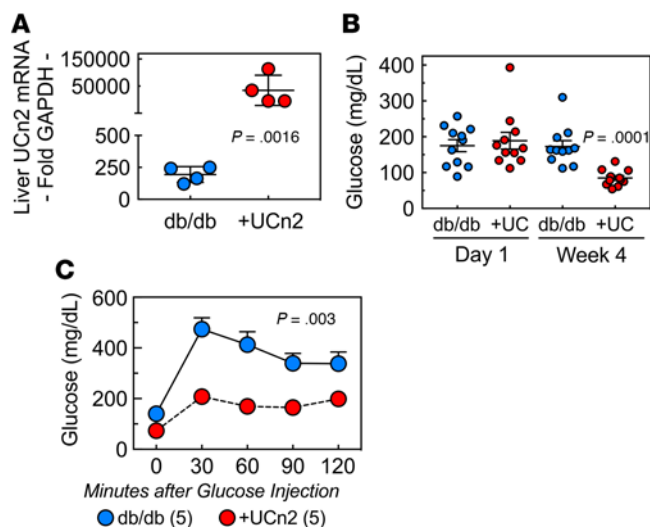 A
Liver UCn2 mRNA
- Fold GAPDH -
150000
50000
500
250
0
P = .0016
db/db
+UCn2
B
Glucose (mg/dL)
400
300
200
100
0
P = .0001
db/db
+UC
db/db
+UC
Day 1
Week 4
C
Glucose (mg/dL)
600
400
200
0
P = .003
0
30
60
90
120
Minutes after Glucose Injection
db/db (5)
+UCn2 (5)